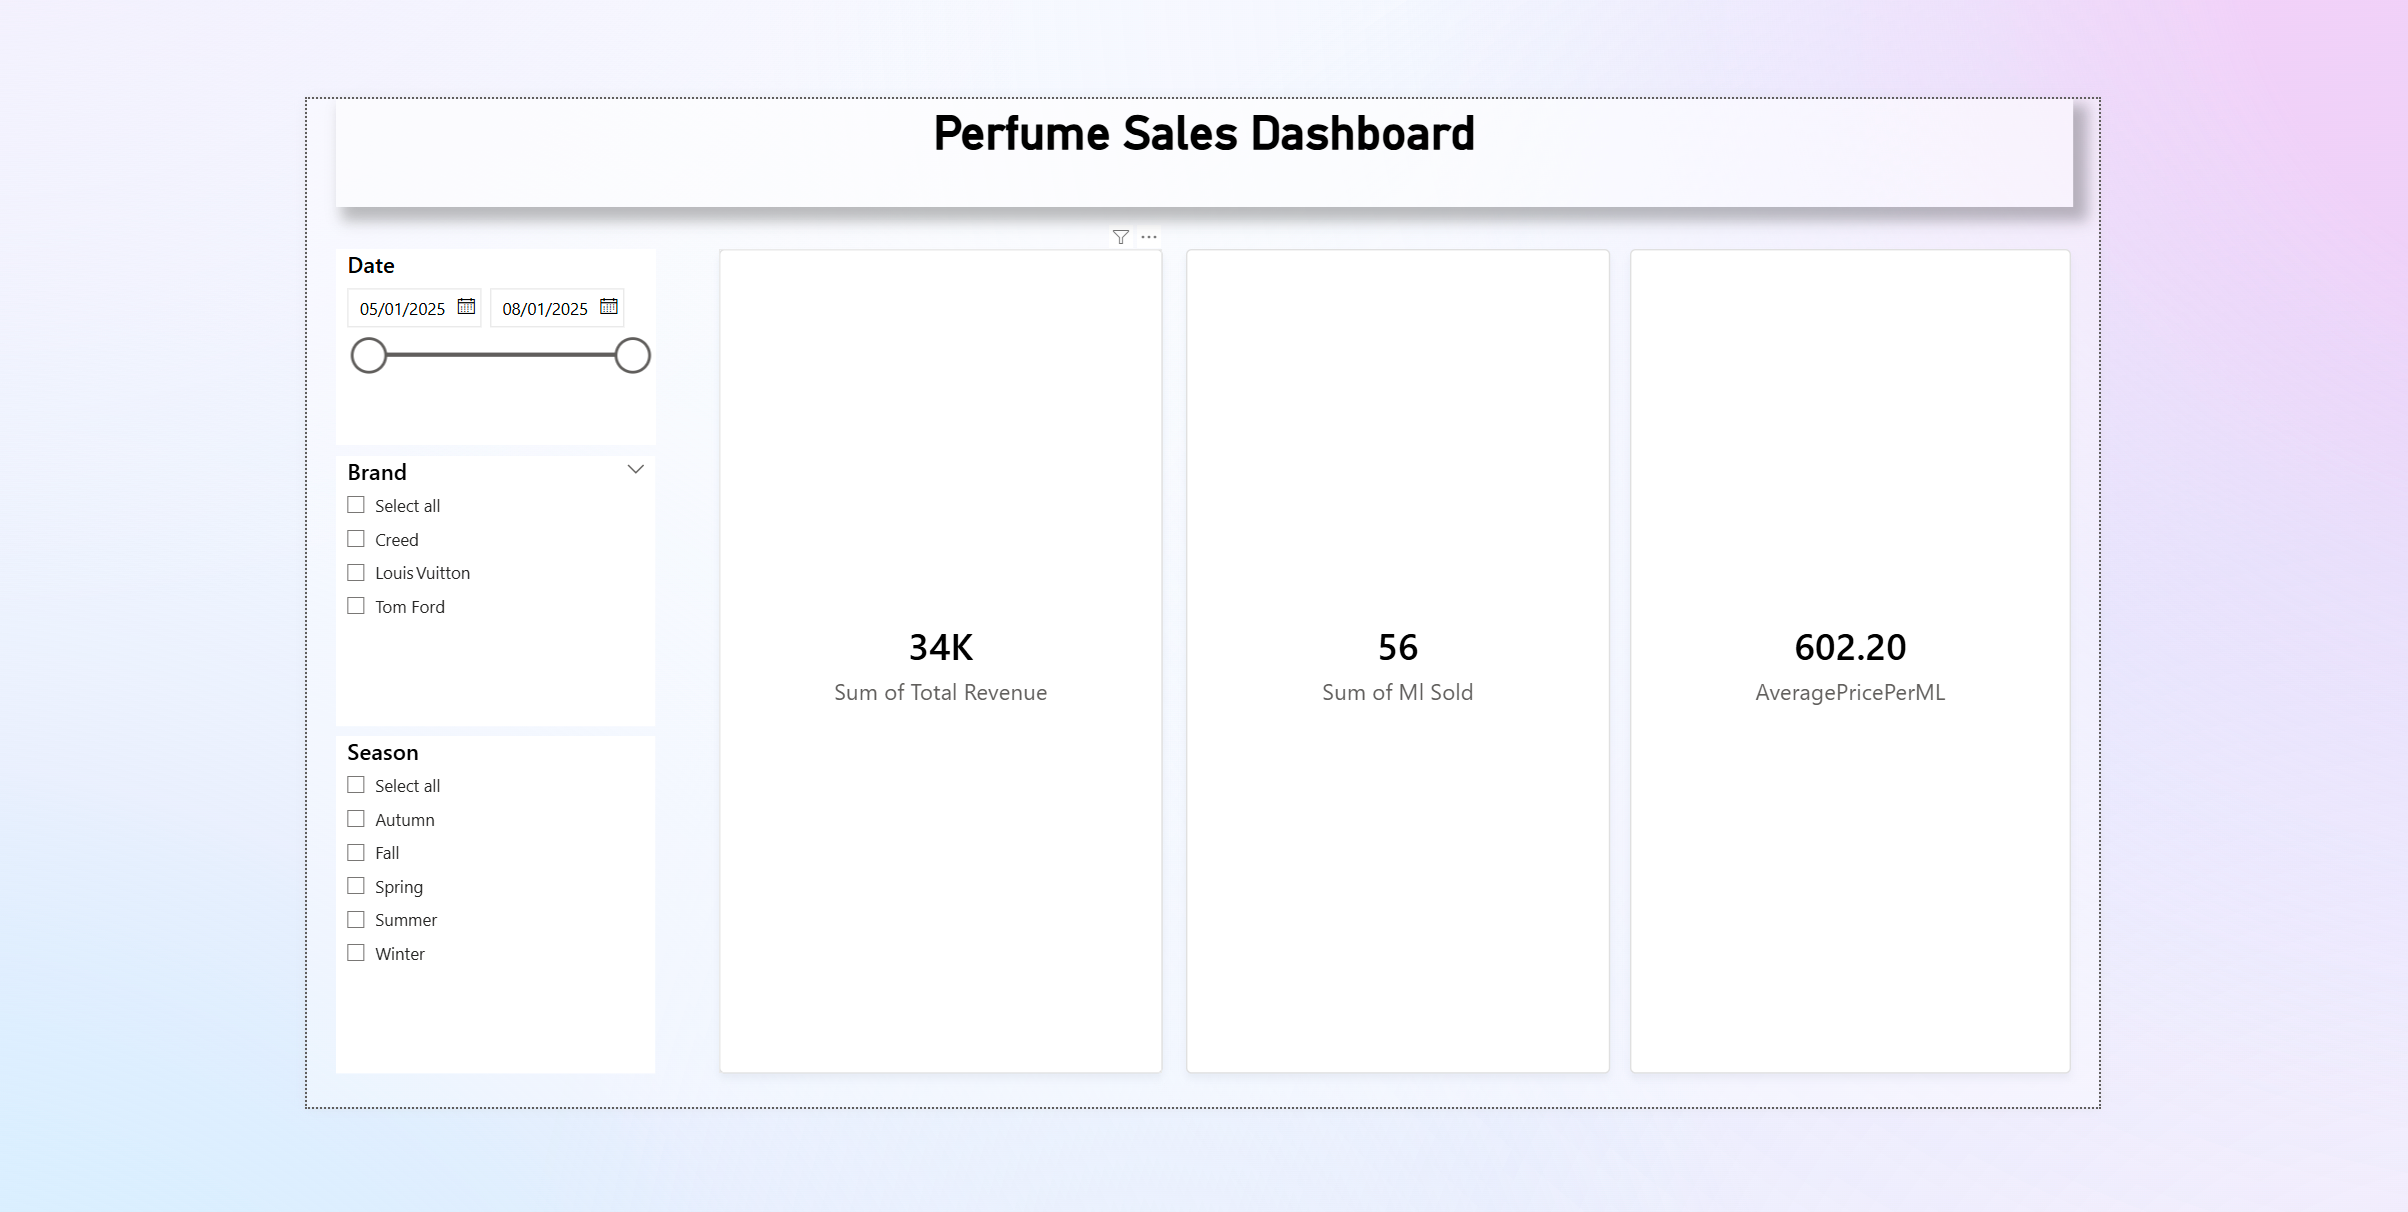 Perfume Sales Dashboard
Date
05/01/2025 08/01/2025
Brand
Select all
Creed
Louis Vuitton
Tom Ford
Season
Select all
Autumn
Fall
Spring
Summer
Winter
34K
Sum of Total Revenue
56
Sum of Ml Sold
602.20
AveragePricePerML